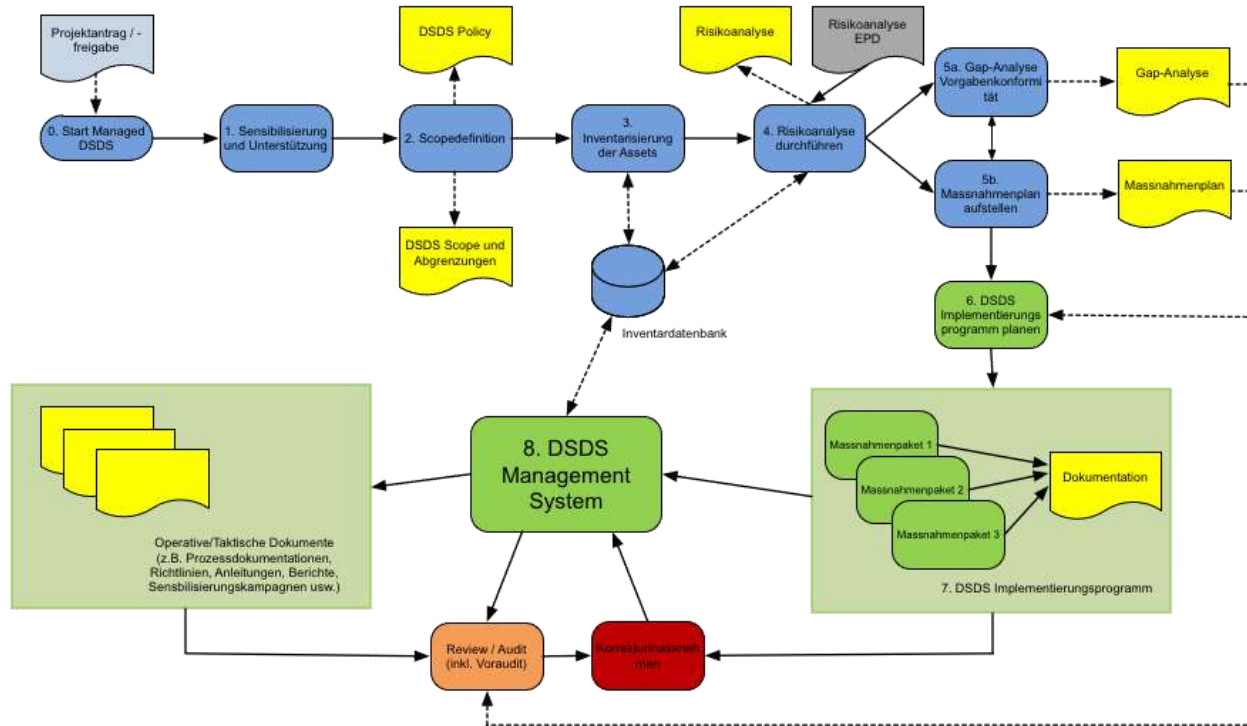 Projektantrag / -
freigabe
DSDS Policy
Risikoanalyse
Risikoanalyse
EPD
5a. Gap-Analyse
Vorgabenkonformi
tät
Gap-Analyse
0. Start Managed
DSDS
1. Sensibilisierung
und Unterstützung
2. Scopedefinition
3.
Inventarisierung
der Assets
4. Risikoanalyse
durchführen
5b.
Massnahmenplan
aufstellen
Massnahmenplan
DSDS Scope und
Abgrenzungen
Inventardatenbank
6. DSDS
Implementierungs
programm planen
8. DSDS
Management
System
Massnahmenpaket 1
Massnahmenpaket 2
Massnahmenpaket 3
Dokumentation
Operative/Taktische Dokumente
(z.B. Prozessdokumentationen,
Richtlinien, Anleitungen, Berichte,
Sensbilisierungskampagnen usw.)
7. DSDS Implementierungsprogramm
Review / Audit
(inkl. Voraudit)
Korrekturmassnah
men